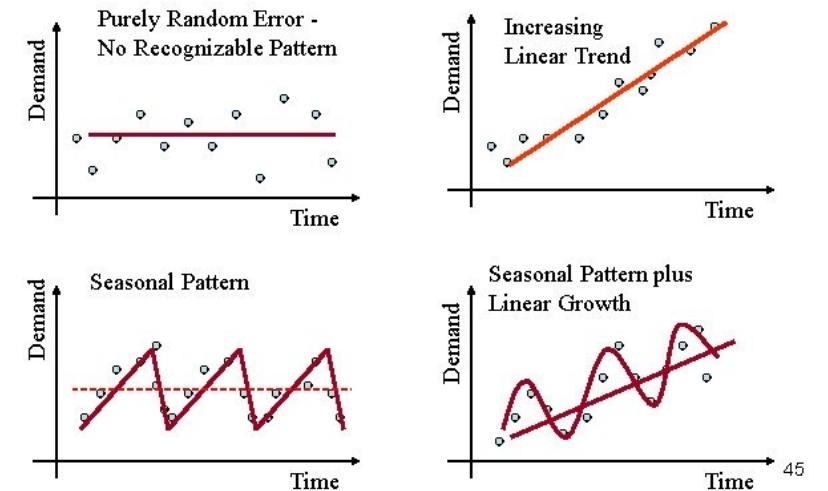 Purely Random Error -
No Recognizable Pattern
Demand
Time
Increasing
Linear Trend
Demand
Time
Seasonal Pattern
Demand
Time
Seasonal Pattern plus
Linear Growth
Demand
Time
45